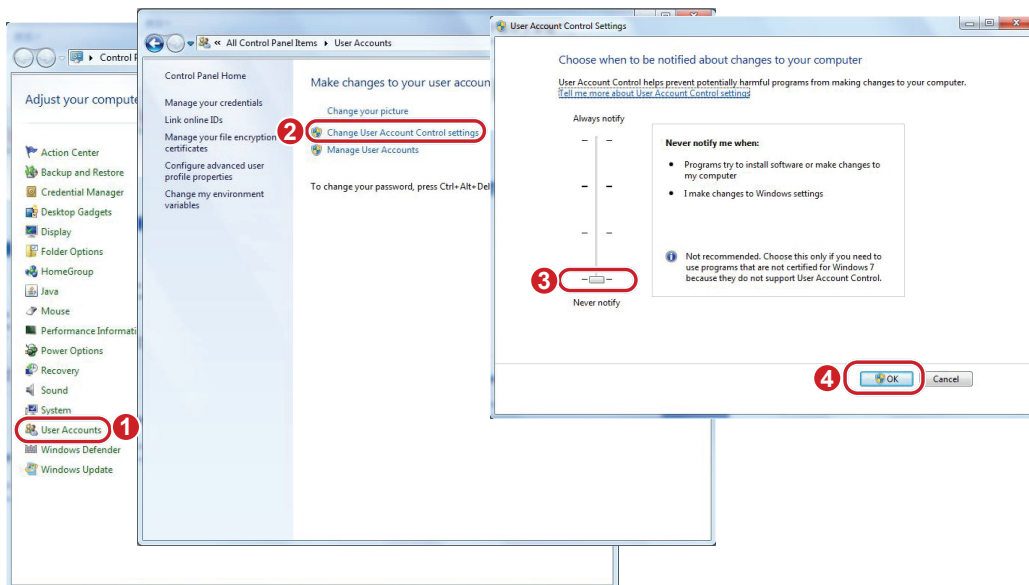 Control P
Adjust your compute
Action Center
Backup and Restore
Credential Manager
Desktop Gadgets
Display
Folder Options
HomeGroup
Java
Mouse
Performance Informati
Power Options
Recovery
Sound
System
User Accounts
1
Windows Defender
Windows Update
« All Control Panel Items User Accounts
Control Panel Home
Manage your credentials
Link online IDs
Manage your file encryption
certificates
Configure advanced user
profile properties
Change my environment
variables
Make changes to your user accoun
Change your picture
2
Change User Account Control settings
Manage User Accounts
To change your password, press Ctrl+Alt+Del
User Account Control Settings
Choose when to be notified about changes to your computer
User Account Control helps prevent potentially harmful programs from making changes to your computer.
Tell me more about User Account Control settings
Always notify
Never notify me when:
• Programs try to install software or make changes to
my computer
• I make changes to Windows settings
Not recommended. Choose this only if you need to
use programs that are not certified for Windows 7
because they do not support User Account Control.
3
Never notify
4
OK
Cancel